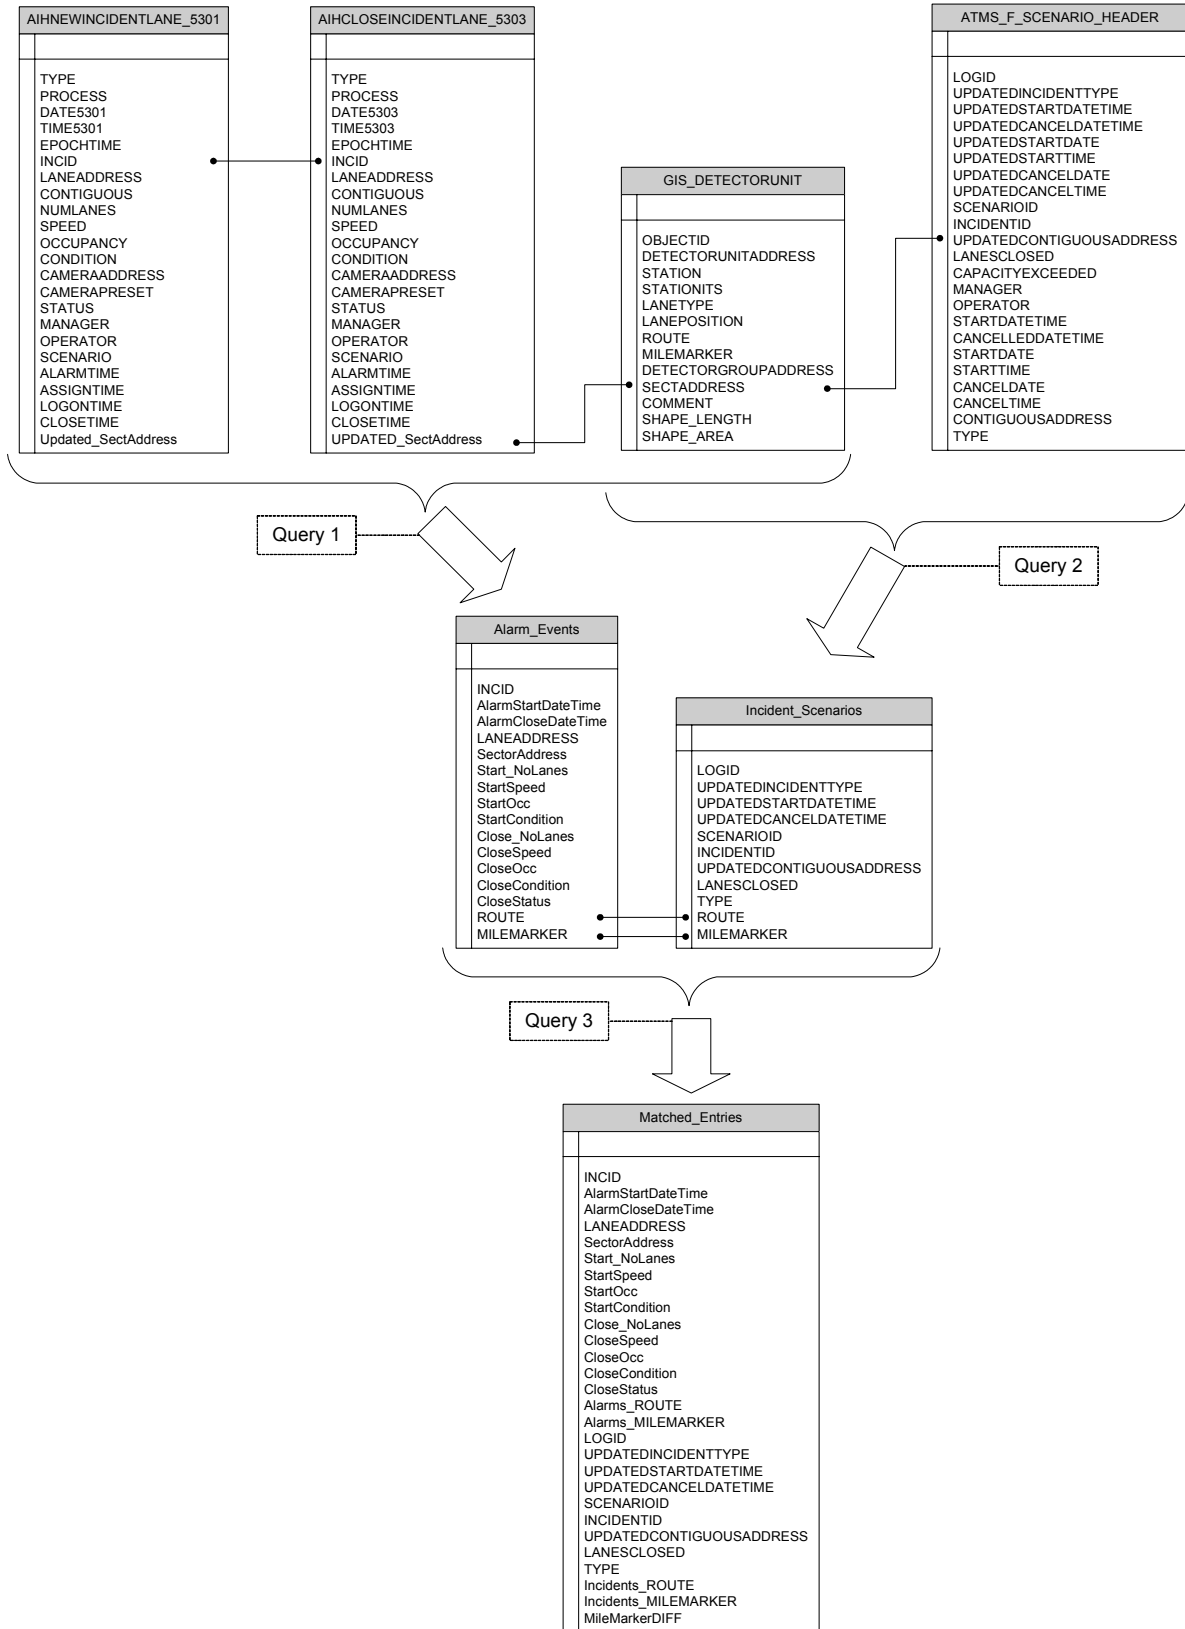 AIHNEWINCIDENTLANE_5301
TYPE
PROCESS
DATE5301
TIME5301
EPOCHTIME
INCID
LANEADDRESS
CONTIGUOUS
NUMLANES
SPEED
OCCUPANCY
CONDITION
CAMERAADDRESS
CAMERAPRESET
STATUS
MANAGER
OPERATOR
SCENARIO
ALARMTIME
ASSIGNTIME
LOGONTIME
CLOSETIME
Updated_SectAddress
AIHCLOSEINCIDENTLANE_5303
TYPE
PROCESS
DATE5303
TIME5303
EPOCHTIME
INCID
LANEADDRESS
CONTIGUOUS
NUMLANES
SPEED
OCCUPANCY
CONDITION
CAMERAADDRESS
CAMERAPRESET
STATUS
MANAGER
OPERATOR
SCENARIO
ALARMTIME
ASSIGNTIME
LOGONTIME
CLOSETIME
UPDATED_SectAddress
GIS_DETECTORUNIT
OBJECTID
DETECTORUNITADDRESS
STATION
STATIONITS
LANETYPE
LANEPOSITION
ROUTE
MILEMARKER
DETECTORGROUPADDRESS
SECTADDRESS
COMMENT
SHAPE_LENGTH
SHAPE_AREA
ATMS_F_SCENARIO_HEADER
LOGID
UPDATEDINCIDENTTYPE
UPDATEDSTARTDATETIME
UPDATEDCANCELDATETIME
UPDATEDSTARTDATE
UPDATEDSTARTTIME
UPDATEDCANCELDATE
UPDATEDCANCELTIME
SCENARIOID
INCIDENTID
UPDATEDCONTIGUOUSADDRESS
LANESCLOSED
CAPACITYEXCEEDED
MANAGER
OPERATOR
STARTDATETIME
CANCELLEDDATETIME
STARTDATE
STARTTIME
CANCELDATE
CANCELTIME
CONTIGUOUSADDRESS
TYPE
Query 1
Query 2
Alarm_Events
INCID
AlarmStartDateTime
AlarmCloseDateTime
LANEADDRESS
SectorAddress
Start_NoLanes
StartSpeed
StartOcc
StartCondition
Close_NoLanes
CloseSpeed
CloseOcc
CloseCondition
CloseStatus
ROUTE
MILEMARKER
Incident_Scenarios
LOGID
UPDATEDINCIDENTTYPE
UPDATEDSTARTDATETIME
UPDATEDCANCELDATETIME
SCENARIOID
INCIDENTID
UPDATEDCONTIGUOUSADDRESS
LANESCLOSED
TYPE
ROUTE
MILEMARKER
Query 3
Matched_Entries
INCID
AlarmStartDateTime
AlarmCloseDateTime
LANEADDRESS
SectorAddress
Start_NoLanes
StartSpeed
StartOcc
StartCondition
Close_NoLanes
CloseSpeed
CloseOcc
CloseCondition
CloseStatus
Alarms_ROUTE
Alarms_MILEMARKER
LOGID
UPDATEDINCIDENTTYPE
UPDATEDSTARTDATETIME
UPDATEDCANCELDATETIME
SCENARIOID
INCIDENTID
UPDATEDCONTIGUOUSADDRESS
LANESCLOSED
TYPE
Incidents_ROUTE
Incidents_MILEMARKER
MileMarkerDIFF